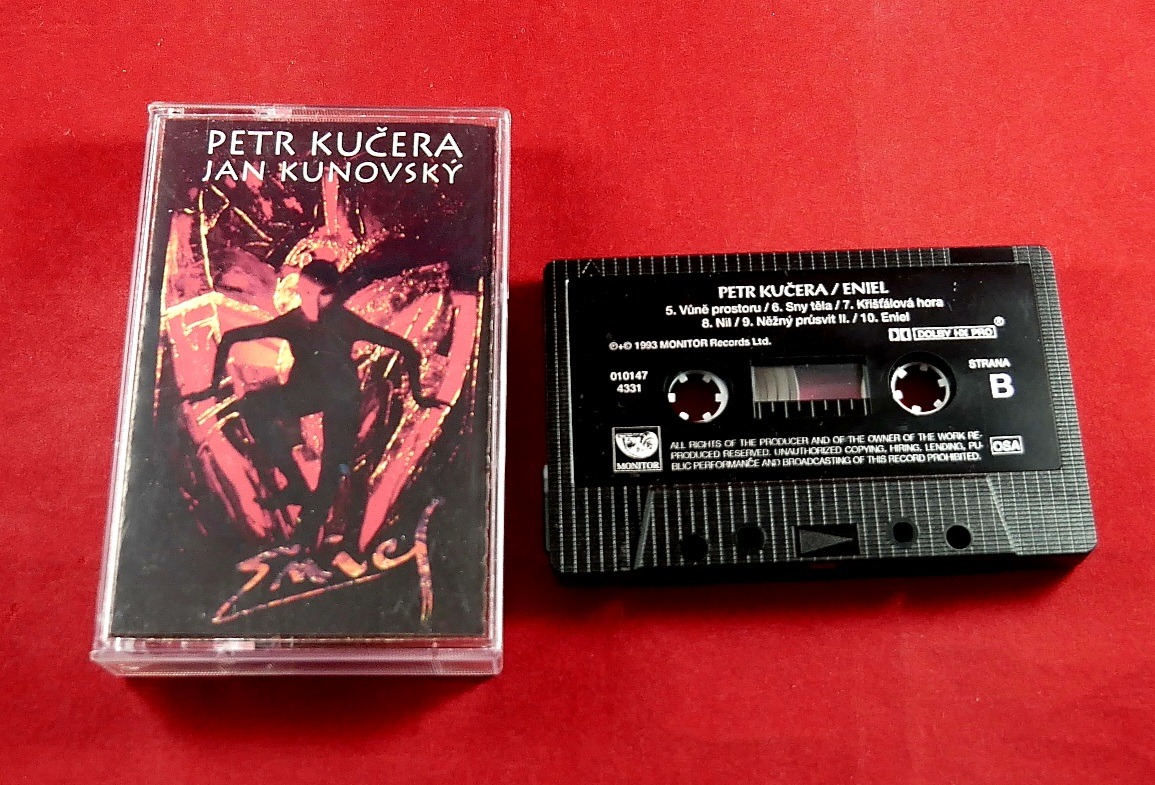 PETR KUČERA
JAN KUNOVSKÝ
Eniel
PETR KUČERA / ENIEL
5. Vůně prostoru / 6. Sny těla / 7. Křišťálová hora
8. Nil / 9. Něžný průsvit II. / 10. Eniel
DOLBY HX PRO ®
℗+© 1993 MONITOR Records Ltd.
010147
4331
STRANA
B
MONITOR
ALL RIGHTS OF THE PRODUCER AND OF THE OWNER OF THE WORK RE-
PRODUCED RESERVED. UNAUTHORIZED COPYING, HIRING, LENDING, PU-
BLIC PERFORMANCE AND BROADCASTING OF THIS RECORD PROHIBITED.
OSA